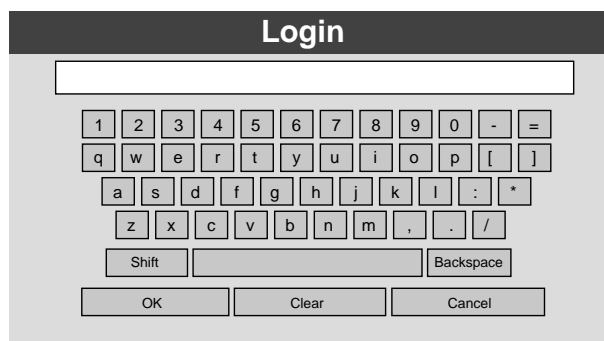 Login
1 2 3 4 5 6 7 8 9 0 - =
q w e r t y u i o p [ ]
a s d f g h j k l : *
z x c v b n m , . /
Shift Backspace
OK Clear Cancel